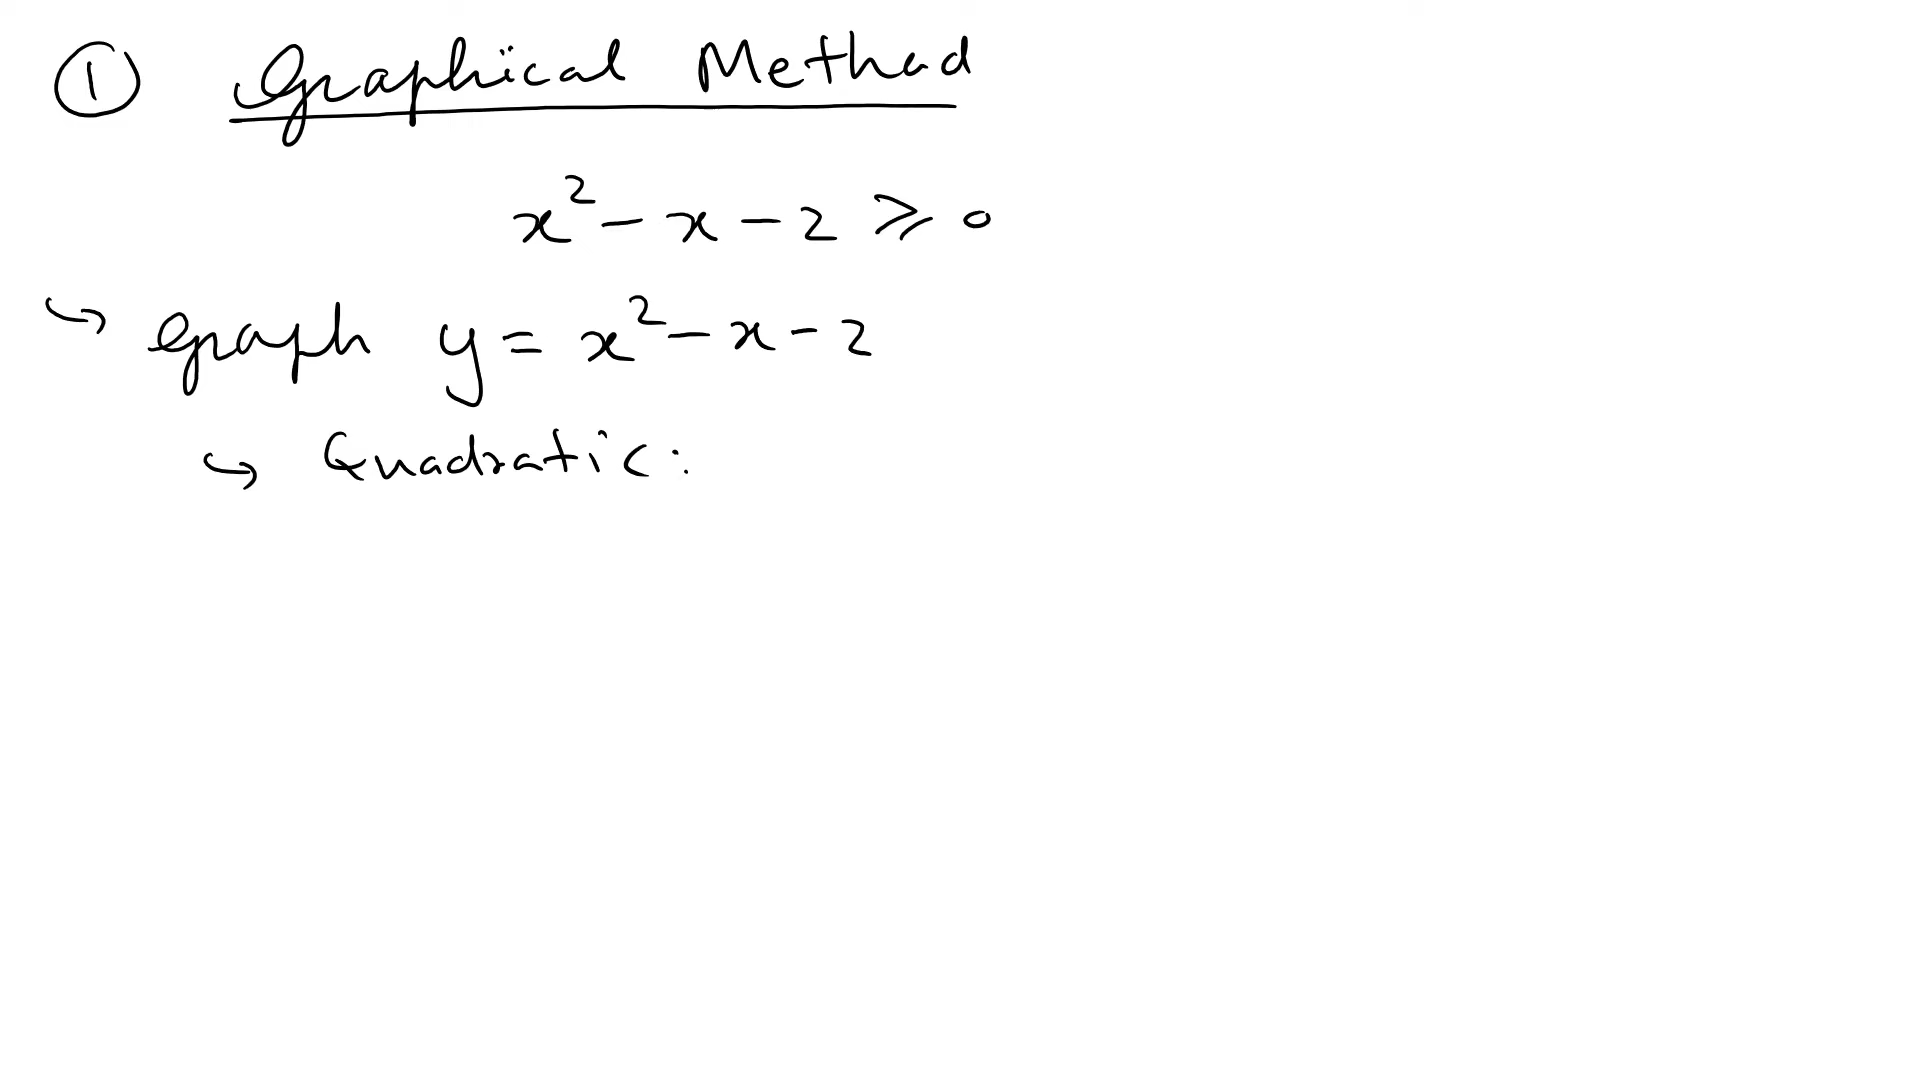 ① Graphical Method
x² - x - 2 ⩾ 0
↪ Graph y = x² - x - 2
↪ Quadratic: